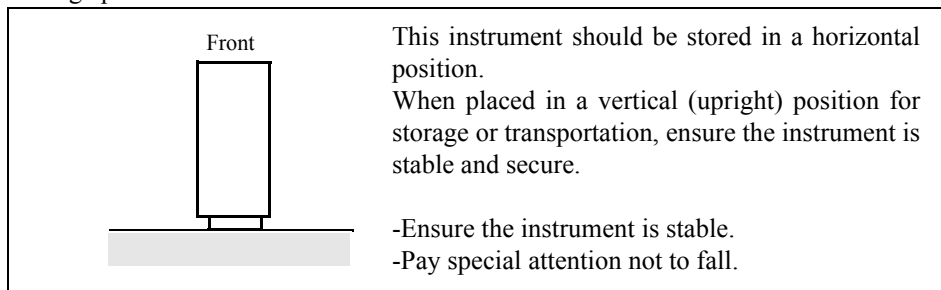 Front
This instrument should be stored in a horizontal
position.
When placed in a vertical (upright) position for
storage or transportation, ensure the instrument is
stable and secure.
-Ensure the instrument is stable.
-Pay special attention not to fall.